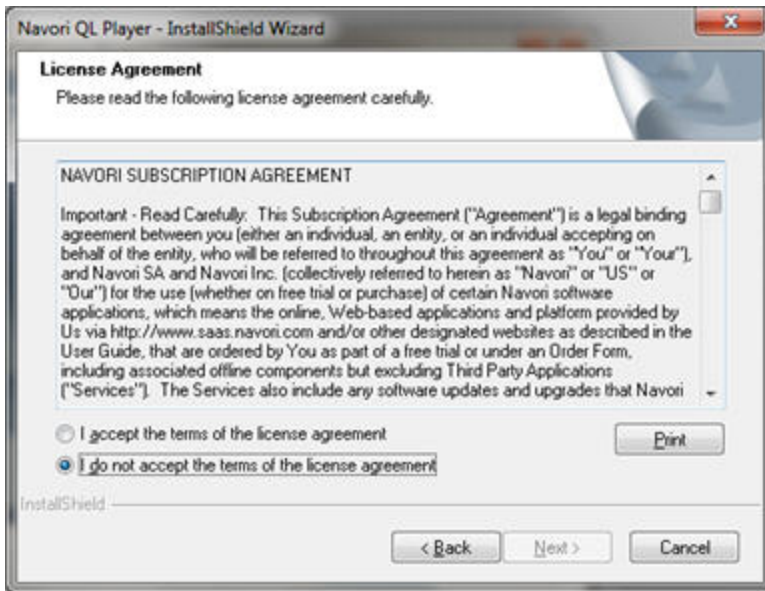 Navori QL Player - InstallShield Wizard
License Agreement
Please read the following license agreement carefully.
NAVORI SUBSCRIPTION AGREEMENT
Important - Read Carefully:  This Subscription Agreement ("Agreement") is a legal binding
agreement between you (either an individual, an entity, or an individual accepting on
behalf of the entity, who will be referred to throughout this agreement as "You" or "Your"),
and Navori SA and Navori Inc. (collectively referred to herein as "Navori" or "US" or
"Our") for the use (whether on free trial or purchase) of certain Navori software
applications, which means the online, Web-based applications and platform provided by
Us via http://www.saas.navori.com and/or other designated websites as described in the
User Guide, that are ordered by You as part of a free trial or under an Order Form,
including associated offline components but excluding Third Party Applications
("Services").  The Services also include any software updates and upgrades that Navori
I accept the terms of the license agreement
Print
I do not accept the terms of the license agreement
InstallShield
< Back
Next >
Cancel